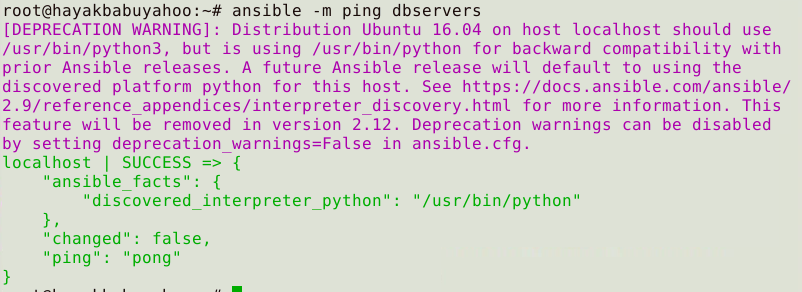 root@hayakbabuyahoo:~# ansible -m ping dbservers
[DEPRECATION WARNING]: Distribution Ubuntu 16.04 on host localhost should use
/usr/bin/python3, but is using /usr/bin/python for backward compatibility with
prior Ansible releases. A future Ansible release will default to using the
discovered platform python for this host. See https://docs.ansible.com/ansible/
2.9/reference_appendices/interpreter_discovery.html for more information. This
feature will be removed in version 2.12. Deprecation warnings can be disabled
by setting deprecation_warnings=False in ansible.cfg.
localhost | SUCCESS => {
    "ansible_facts": {
        "discovered_interpreter_python": "/usr/bin/python"
    },
    "changed": false,
    "ping": "pong"
}